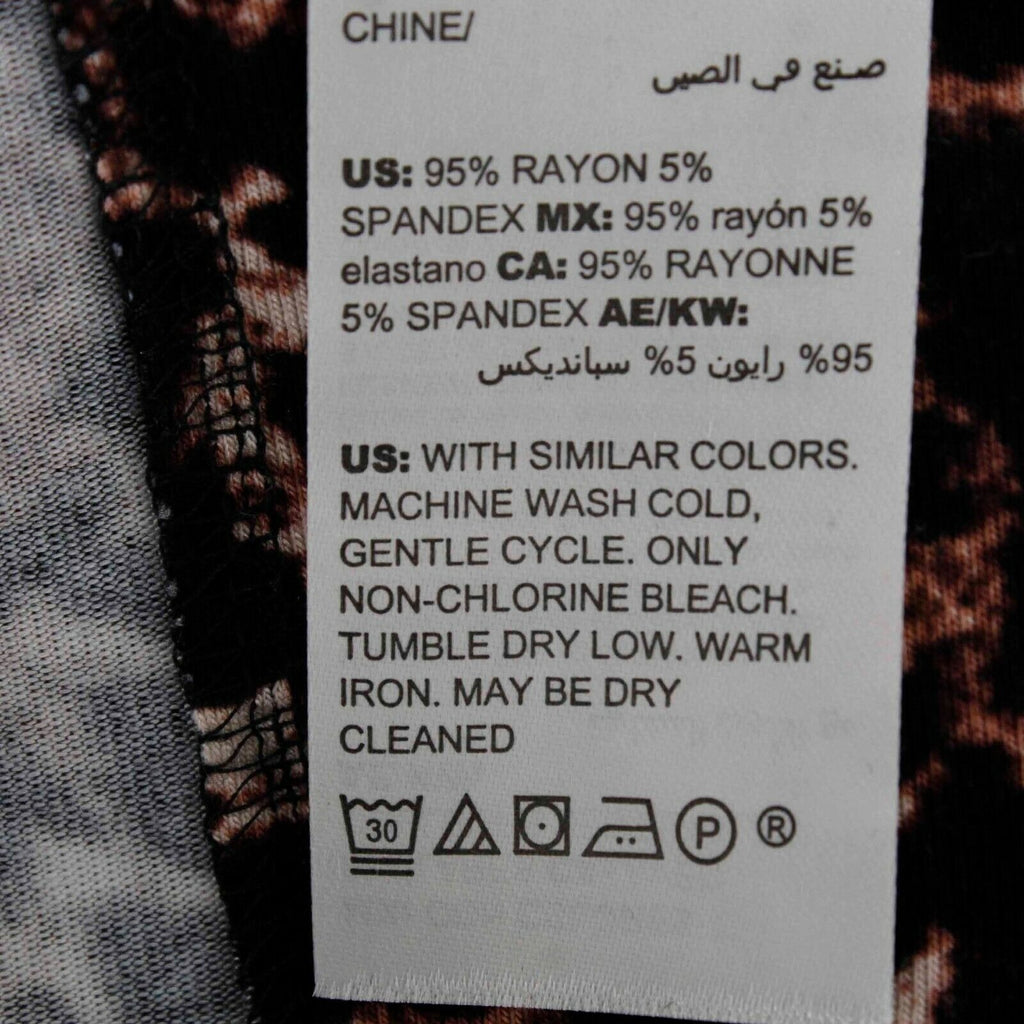 CHINE/
صنع في الصين
US: 95% RAYON 5%
SPANDEX MX: 95% rayón 5%
elastano CA: 95% RAYONNE
5% SPANDEX AE/KW:
95% رايون 5% سبانديكس
US: WITH SIMILAR COLORS.
MACHINE WASH COLD,
GENTLE CYCLE. ONLY
NON-CHLORINE BLEACH.
TUMBLE DRY LOW. WARM
IRON. MAY BE DRY
CLEANED
30 P ®